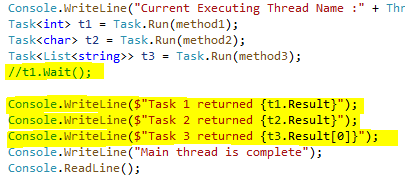 Console.WriteLine("Current Executing Thread Name :" + Thr
Task<int> t1 = Task.Run(method1);
Task<char> t2 = Task.Run(method2);
Task<List<string>> t3 = Task.Run(method3);
//t1.Wait();
Console.WriteLine($"Task 1 returned {t1.Result}");
Console.WriteLine($"Task 2 returned {t2.Result}");
Console.WriteLine($"Task 3 returned {t3.Result[0]}");
Console.WriteLine("Main thread is complete");
Console.ReadLine();